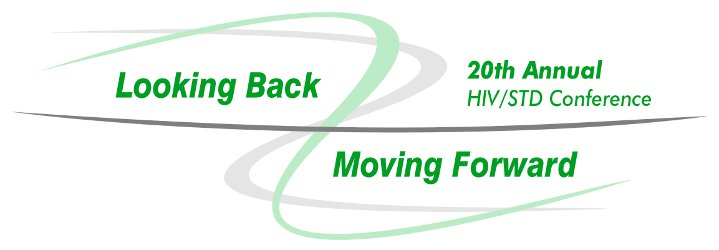 Looking Back
20th Annual
HIV/STD Conference
Moving Forward